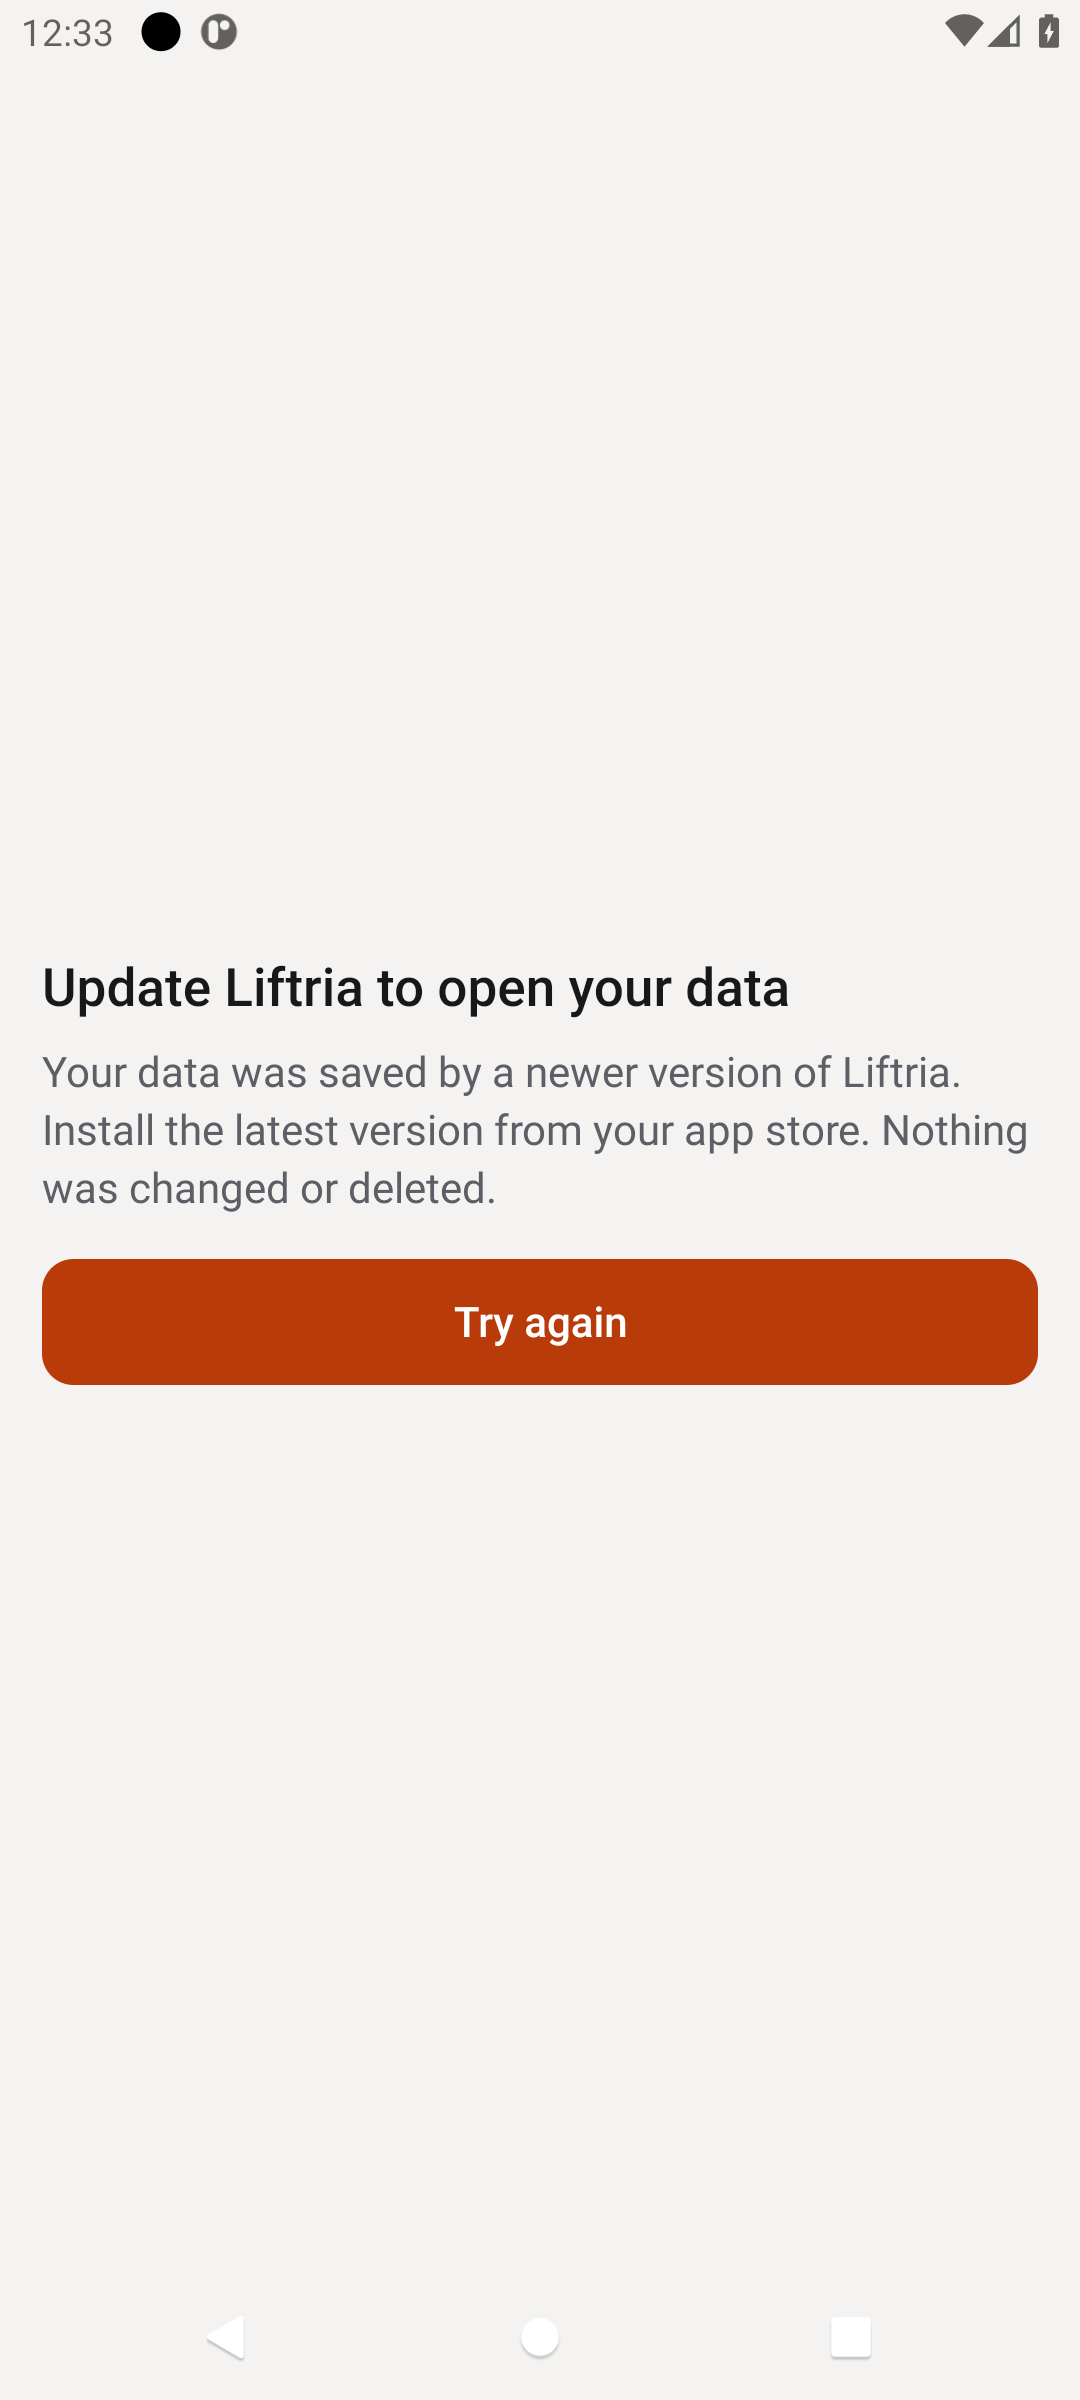 12:33
Update Liftria to open your data
Your data was saved by a newer version of Liftria.
Install the latest version from your app store. Nothing
was changed or deleted.
Try again